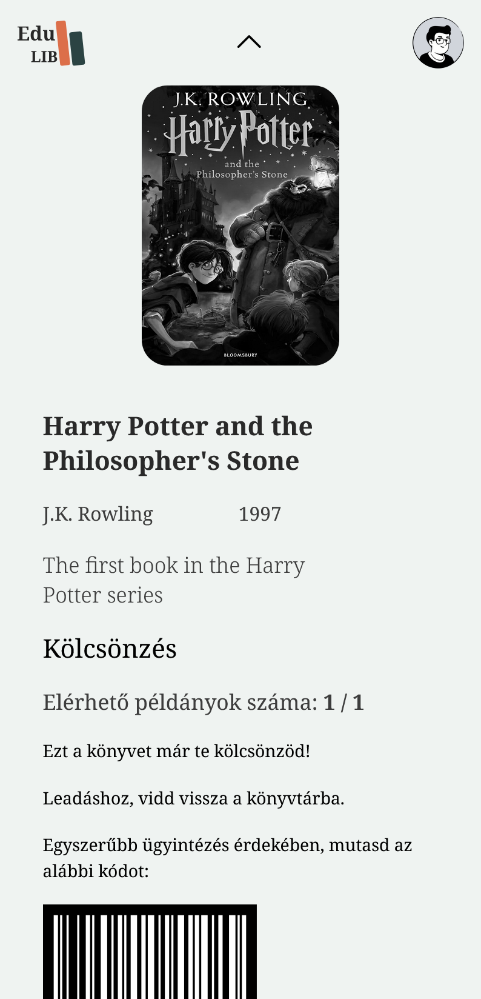 Edu
LIB
J.K. ROWLING
Harry Potter
and the
Philosopher's Stone
BLOOMSBURY
Harry Potter and the
Philosopher's Stone
J.K. Rowling 1997
The first book in the Harry
Potter series
Kölcsönzés
Elérhető példányok száma: 1 / 1
Ezt a könyvet már te kölcsönzöd!
Leadáshoz, vidd vissza a könyvtárba.
Egyszerűbb ügyintézés érdekében, mutasd az
alábbi kódot: